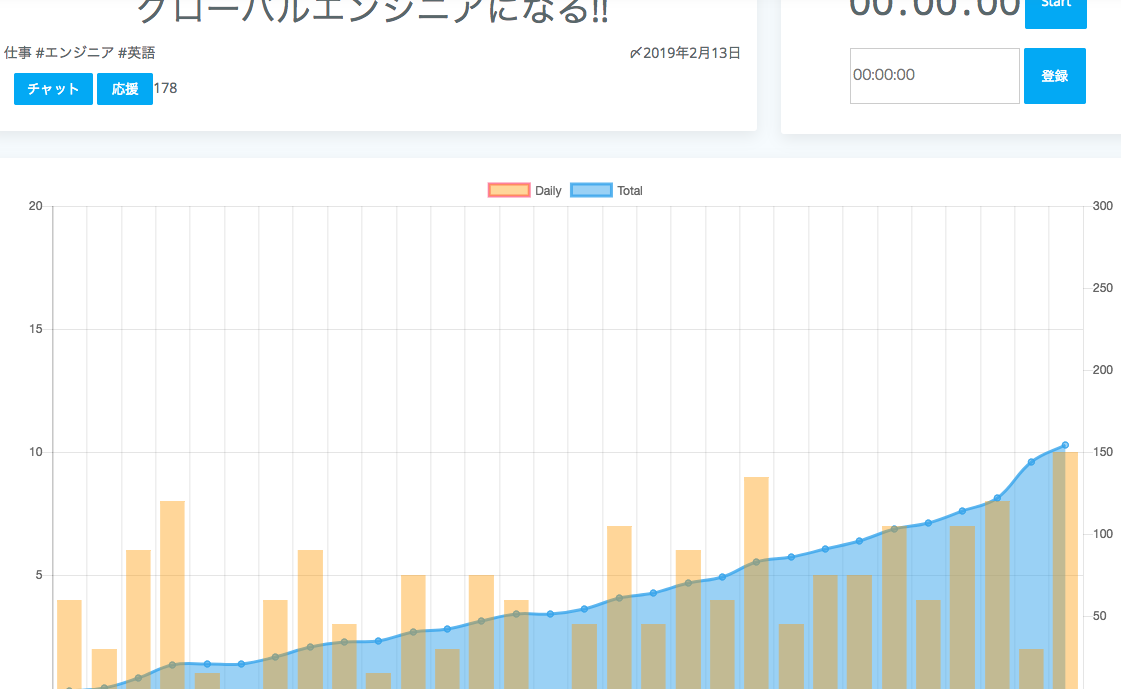 グローバルエンジニアになる!!
00:00:00
Start
仕事 #エンジニア #英語
〆2019年2月13日
チャット 応援 178
00:00:00
登録
Daily Total
20
15
10
5
300
250
200
150
100
50